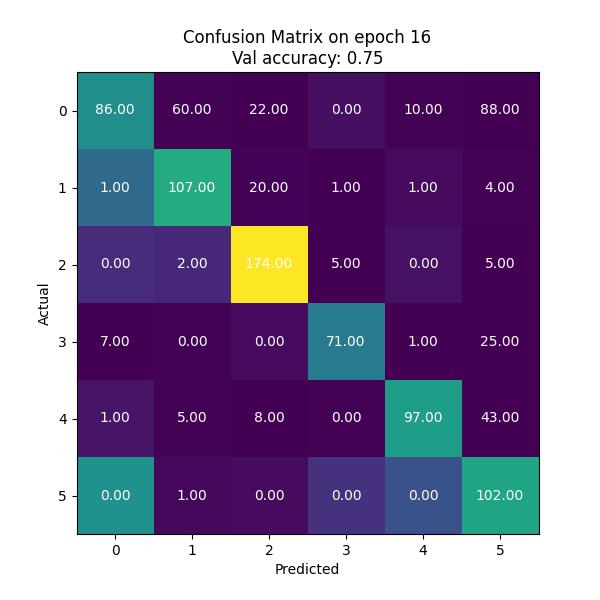 Confusion Matrix on epoch 16
Val accuracy: 0.75
0 86.00 60.00 22.00 0.00 10.00 88.00
1 1.00 107.00 20.00 1.00 1.00 4.00
2 0.00 2.00 174.00 5.00 0.00 5.00
Actual
3 7.00 0.00 0.00 71.00 1.00 25.00
4 1.00 5.00 8.00 0.00 97.00 43.00
5 0.00 1.00 0.00 0.00 0.00 102.00
0 1 2 3 4 5
Predicted